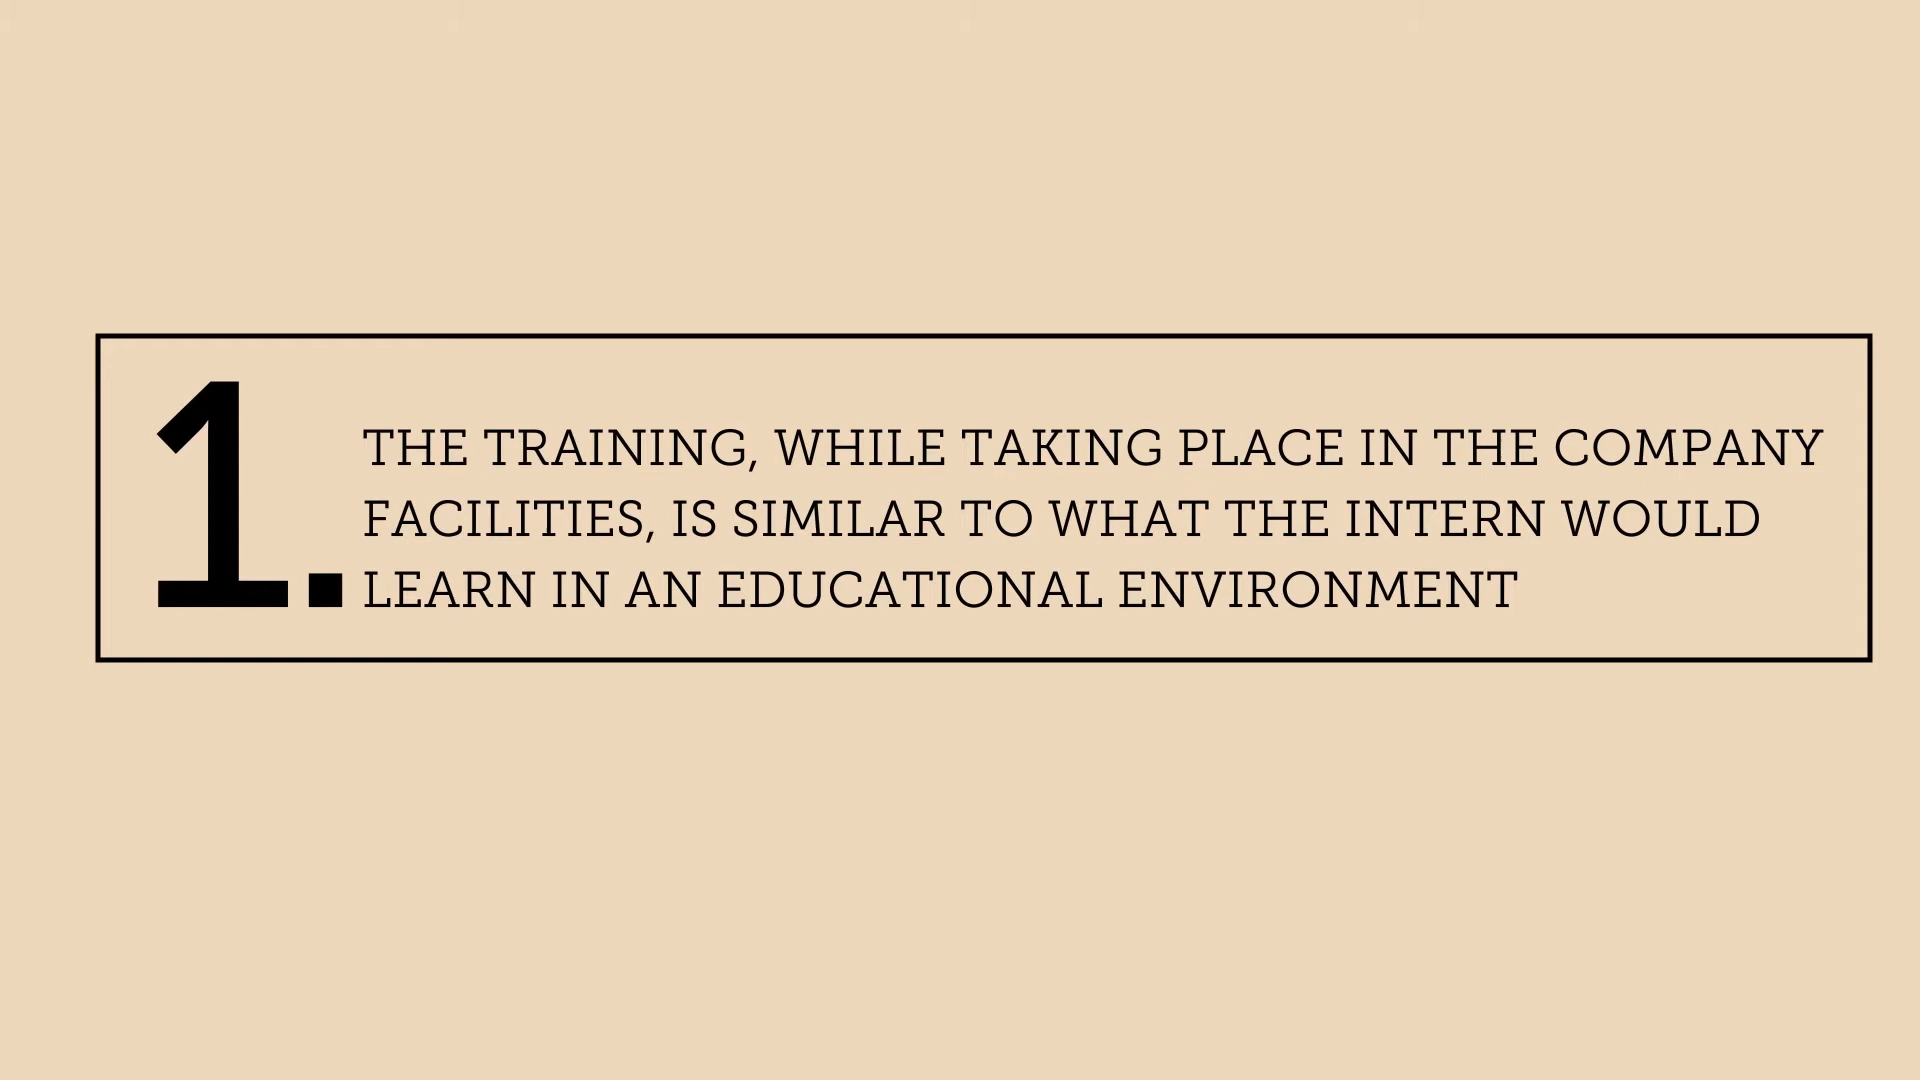 1. THE TRAINING, WHILE TAKING PLACE IN THE COMPANY
FACILITIES, IS SIMILAR TO WHAT THE INTERN WOULD
LEARN IN AN EDUCATIONAL ENVIRONMENT